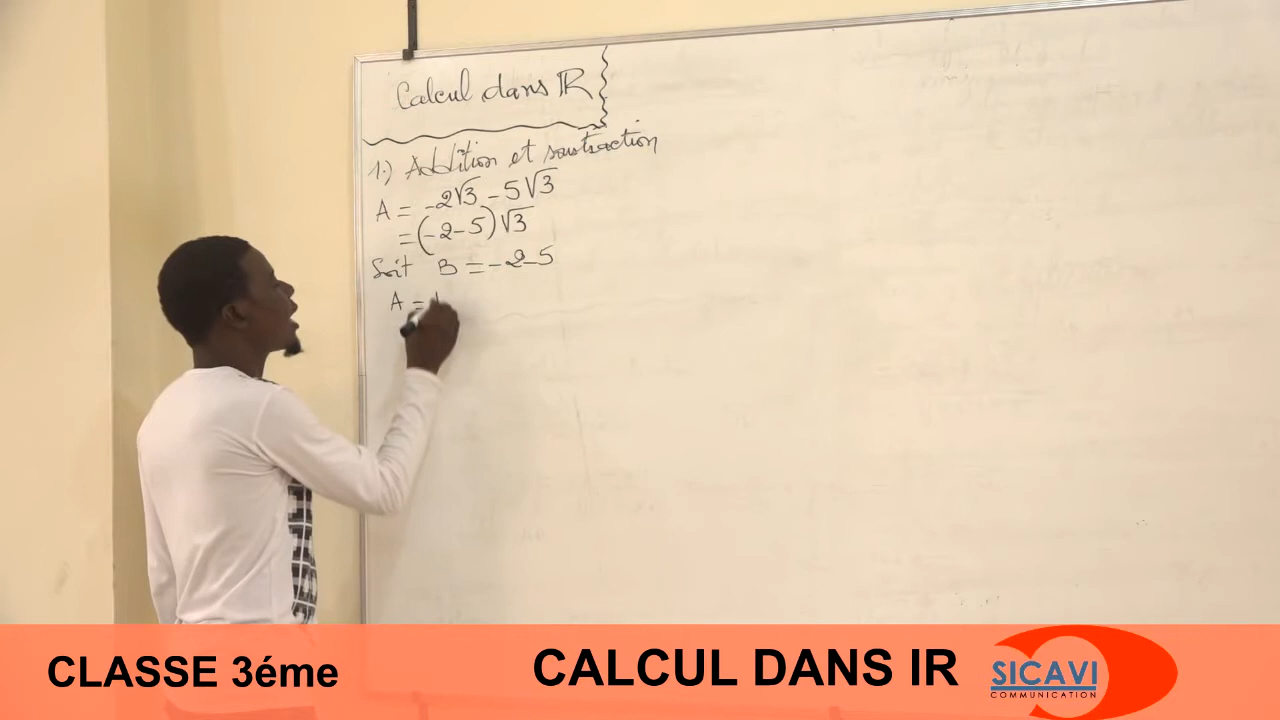 Calcul dans ℝ
1.) Addition et soustraction
A = -2√3 - 5√3
= (-2-5)√3
Soit B = -2-5
A =
CLASSE 3éme
CALCUL DANS IR
SICAVI
COMMUNICATION